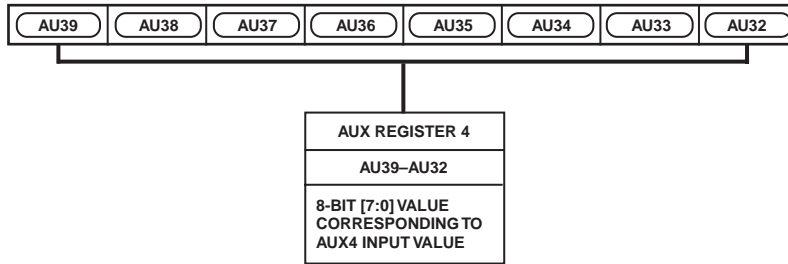 AU39 AU38 AU37 AU36 AU35 AU34 AU33 AU32
AUX REGISTER 4
AU39–AU32
8-BIT [7:0] VALUE
CORRESPONDING TO
AUX4 INPUT VALUE